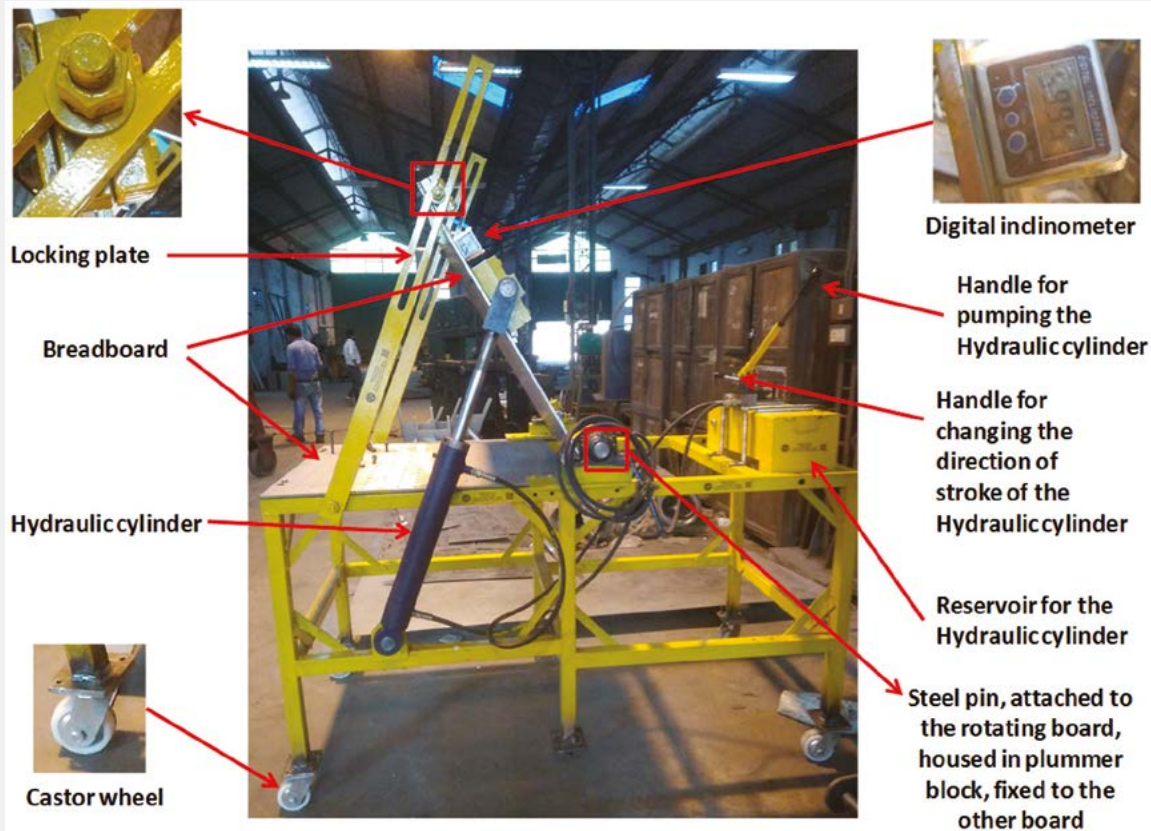 Locking plate
Breadboard
Hydraulic cylinder
Castor wheel
Digital inclinometer
Handle for
pumping the
Hydraulic cylinder
Handle for
changing the
direction of
stroke of the
Hydraulic cylinder
Reservoir for the
Hydraulic cylinder
Steel pin, attached to
the rotating board,
housed in plummer
block, fixed to the
other board